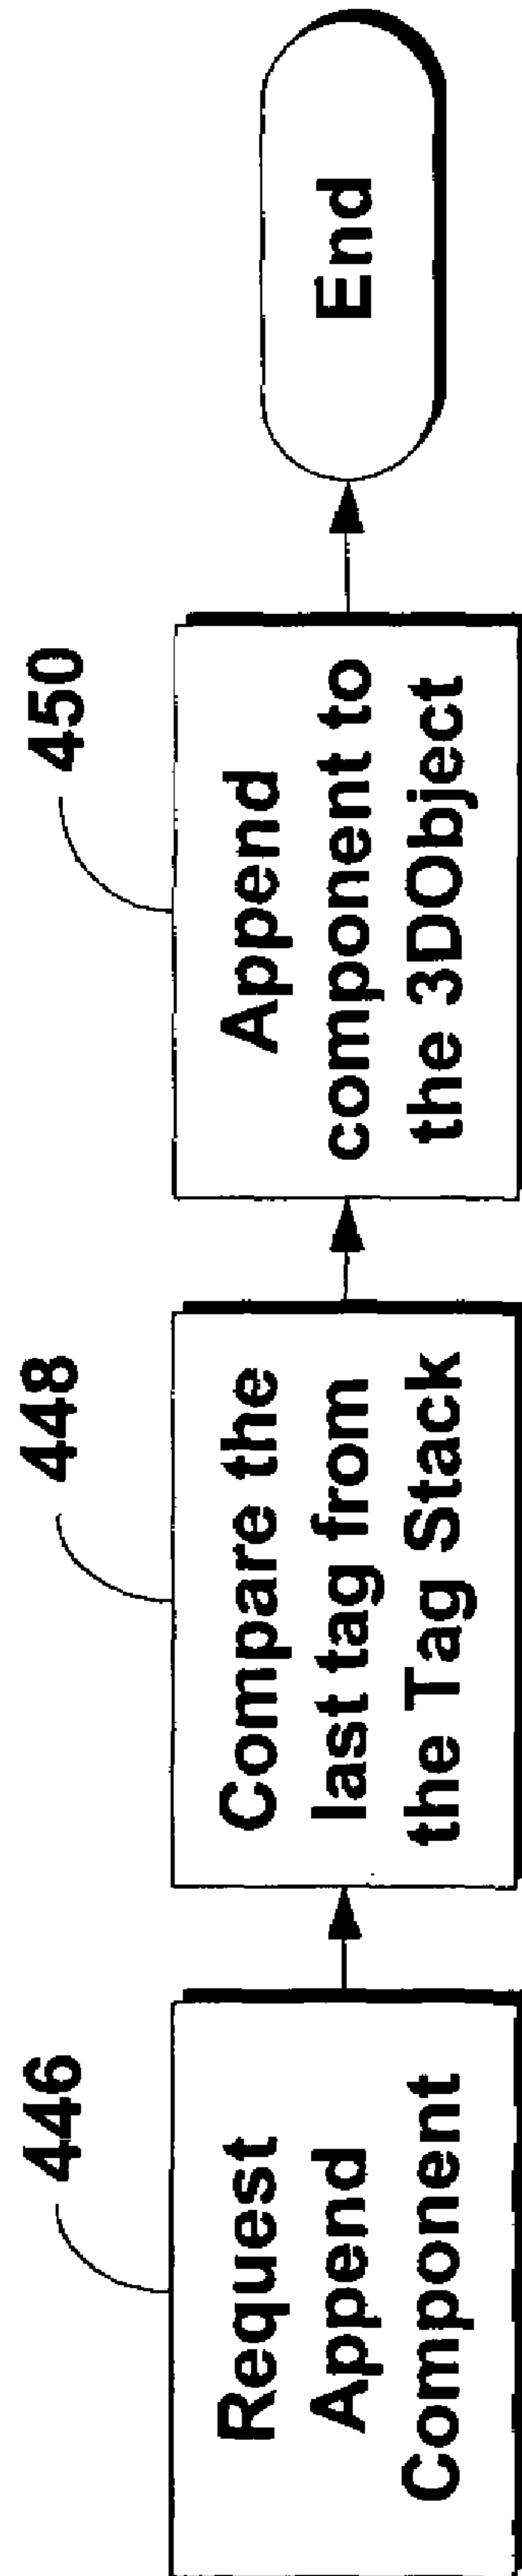 446
Request
Append
Component
448
Compare the
last tag from
the Tag Stack
450
Append
component to
the 3DObject
End